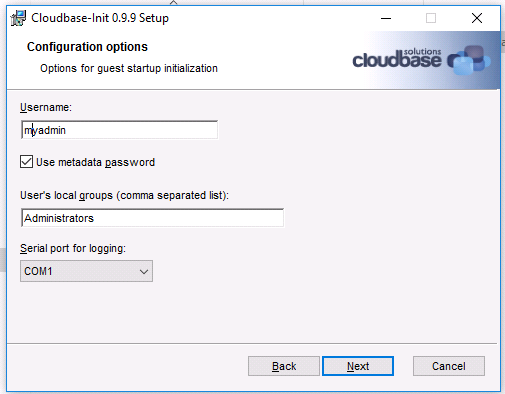 Cloudbase-Init 0.9.9 Setup
Configuration options
Options for guest startup initialization
solutions
cloudbase
Username:
myadmin
Use metadata password
User's local groups (comma separated list):
Administrators
Serial port for logging:
COM1
Back
Next
Cancel